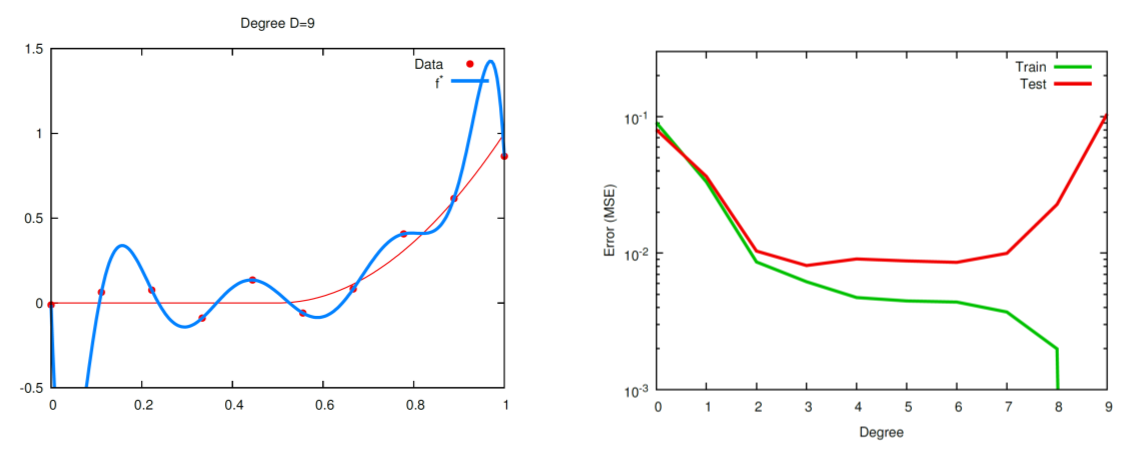 Degree D=9
1.5
1
0.5
0
-0.5
0 0.2 0.4 0.6 0.8 1
Data
f*
Train
Test
10-1
10-2
10-3
Error (MSE)
0 1 2 3 4 5 6 7 8 9
Degree